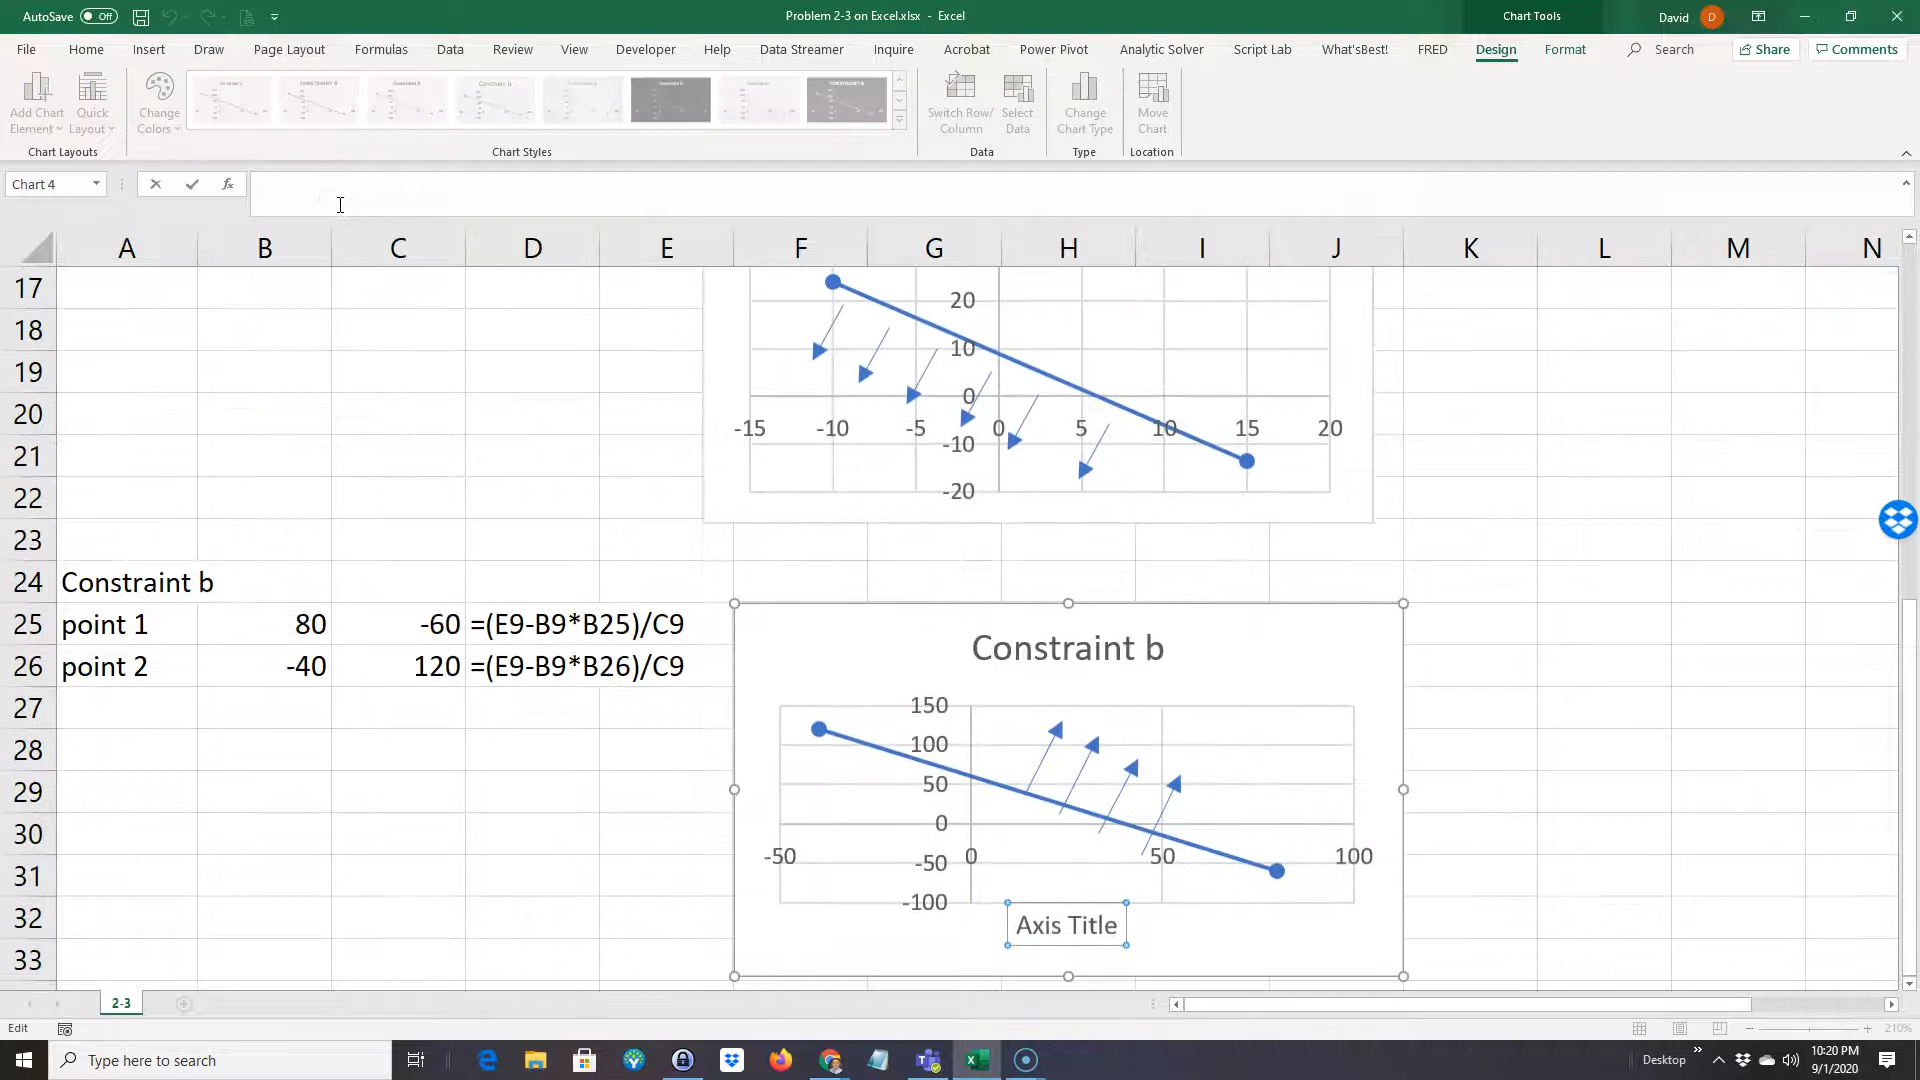 AutoSave Off
Problem 2-3 on Excel.xlsx - Excel
Chart Tools
David D
File Home Insert Draw Page Layout Formulas Data Review View Developer Help Data Streamer Inquire Acrobat Power Pivot Analytic Solver Script Lab What'sBest! FRED Design Format Search Share Comments
Add Chart Element Quick Layout
Change Colors
Switch Row/ Column Select Data
Change Chart Type
Move Chart
Chart Layouts Chart Styles Data Type Location
Chart 4 fx
A B C D E F G H I J K L M N
17
18
19
20
21
22
23
24 Constraint b
25 point 1 80 -60 =(E9-B9*B25)/C9
26 point 2 -40 120 =(E9-B9*B26)/C9
27
28
29
30
31
32
33
20
10
0
-15 -10 -5 0 5 10 15 20
-10
-20
Constraint b
150
100
50
0
-50 0 50 100
-50
-100
Axis Title
2-3
Edit
210%
Type here to search
Desktop
10:20 PM
9/1/2020